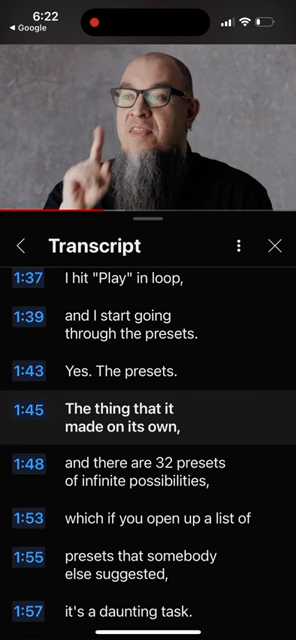 6:22
◀ Google
Transcript
1:37
I hit "Play" in loop,
1:39
and I start going
through the presets.
1:43
Yes. The presets.
1:45
The thing that it
made on its own,
1:48
and there are 32 presets
of infinite possibilities,
1:53
which if you open up a list of
1:55
presets that somebody
else suggested,
1:57
it's a daunting task.